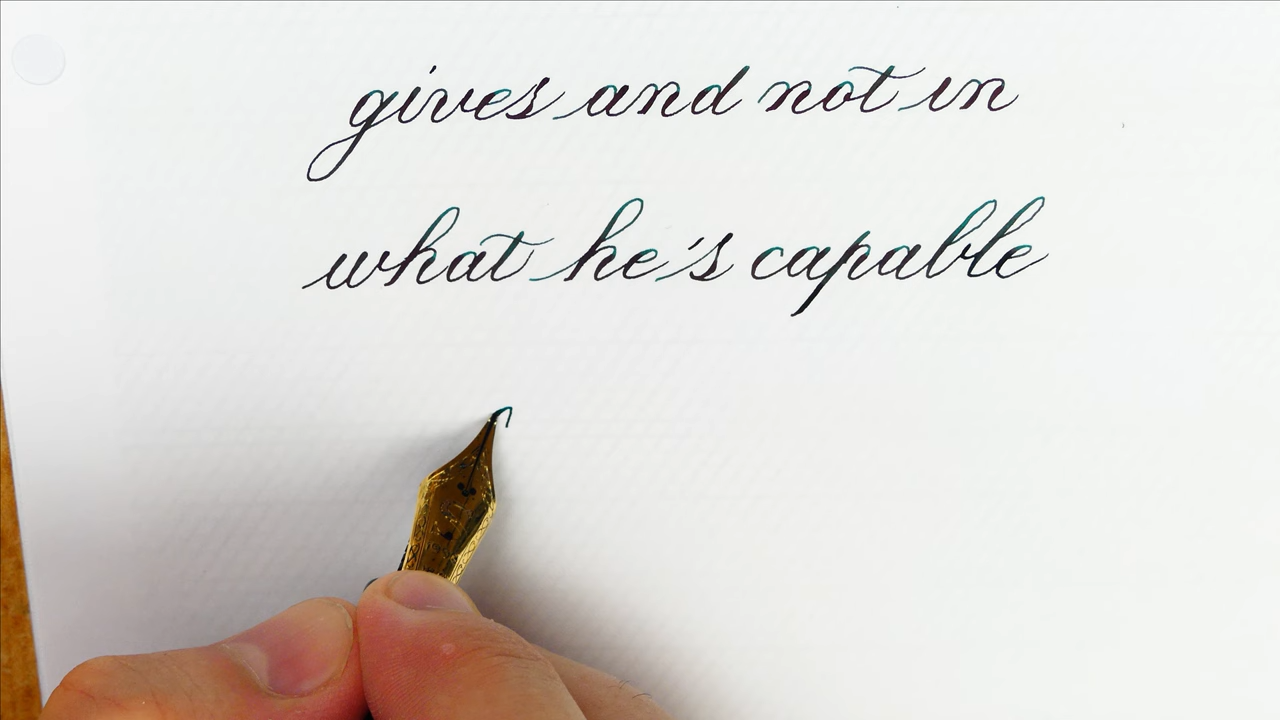 gives and not in
what he's capable